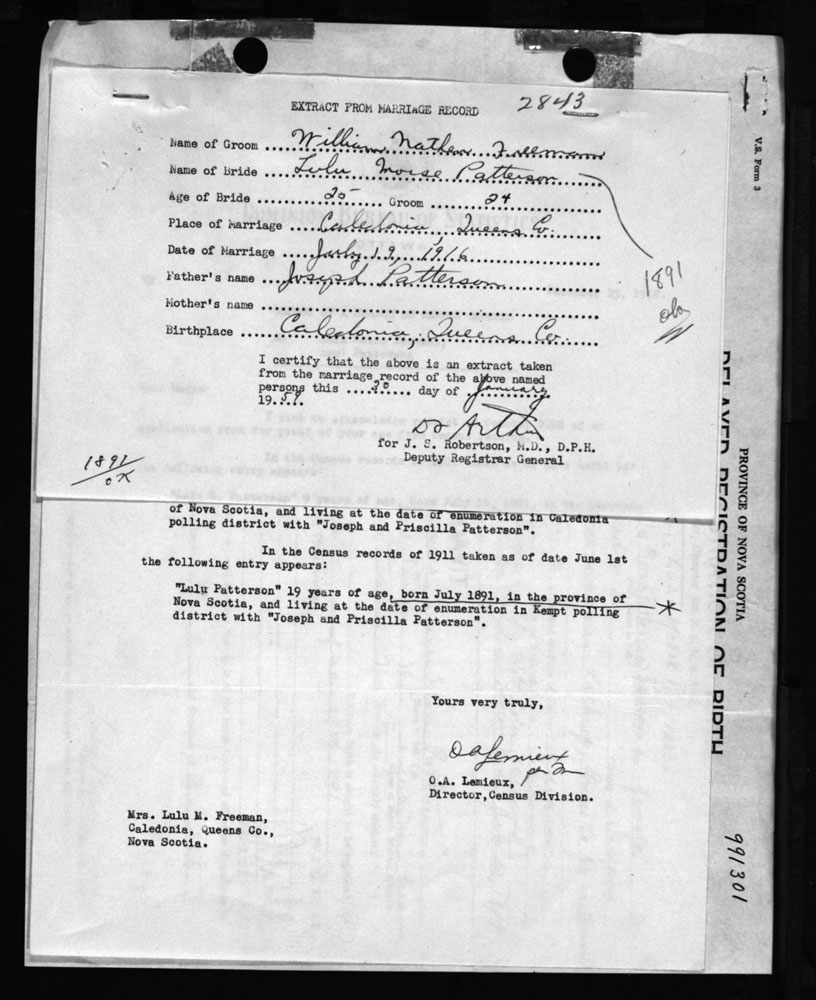 EXTRACT FROM MARRIAGE RECORD
2843
Name of Groom .. William Nathan Freeman
Name of Bride ... Lulu Moise Patterson
Age of Bride ... 25 ... Groom ... 24
Place of Marriage .... Caledonia, Queens Co.
Date of Marriage ... July 19, 1916
Father's name .... Joseph Patterson
Mother's name ....
Birthplace .... Caledonia, Queens Co.
1891
I certify that the above is an extract taken
from the marriage record of the above named
persons this .... 20 .... day of January
19.59.
for J. S. Robertson, M.D., D.P.H.
Deputy Registrar General
1891
OK
of Nova Scotia, and living at the date of enumeration in Caledonia
polling district with "Joseph and Priscilla Patterson".
In the Census records of 1911 taken as of date June 1st
the following entry appears:
"Lulu Patterson" 19 years of age, born July 1891, in the province of
Nova Scotia, and living at the date of enumeration in Kempt polling
district with "Joseph and Priscilla Patterson".
Yours very truly,
OALemieux
O.A. Lemieux,
Director, Census Division.
Mrs. Lulu M. Freeman,
Caledonia, Queens Co.,
Nova Scotia.
V.S. Form 3
PROVINCE OF NOVA SCOTIA
DELAYED REGISTRATION OF BIRTH
991301